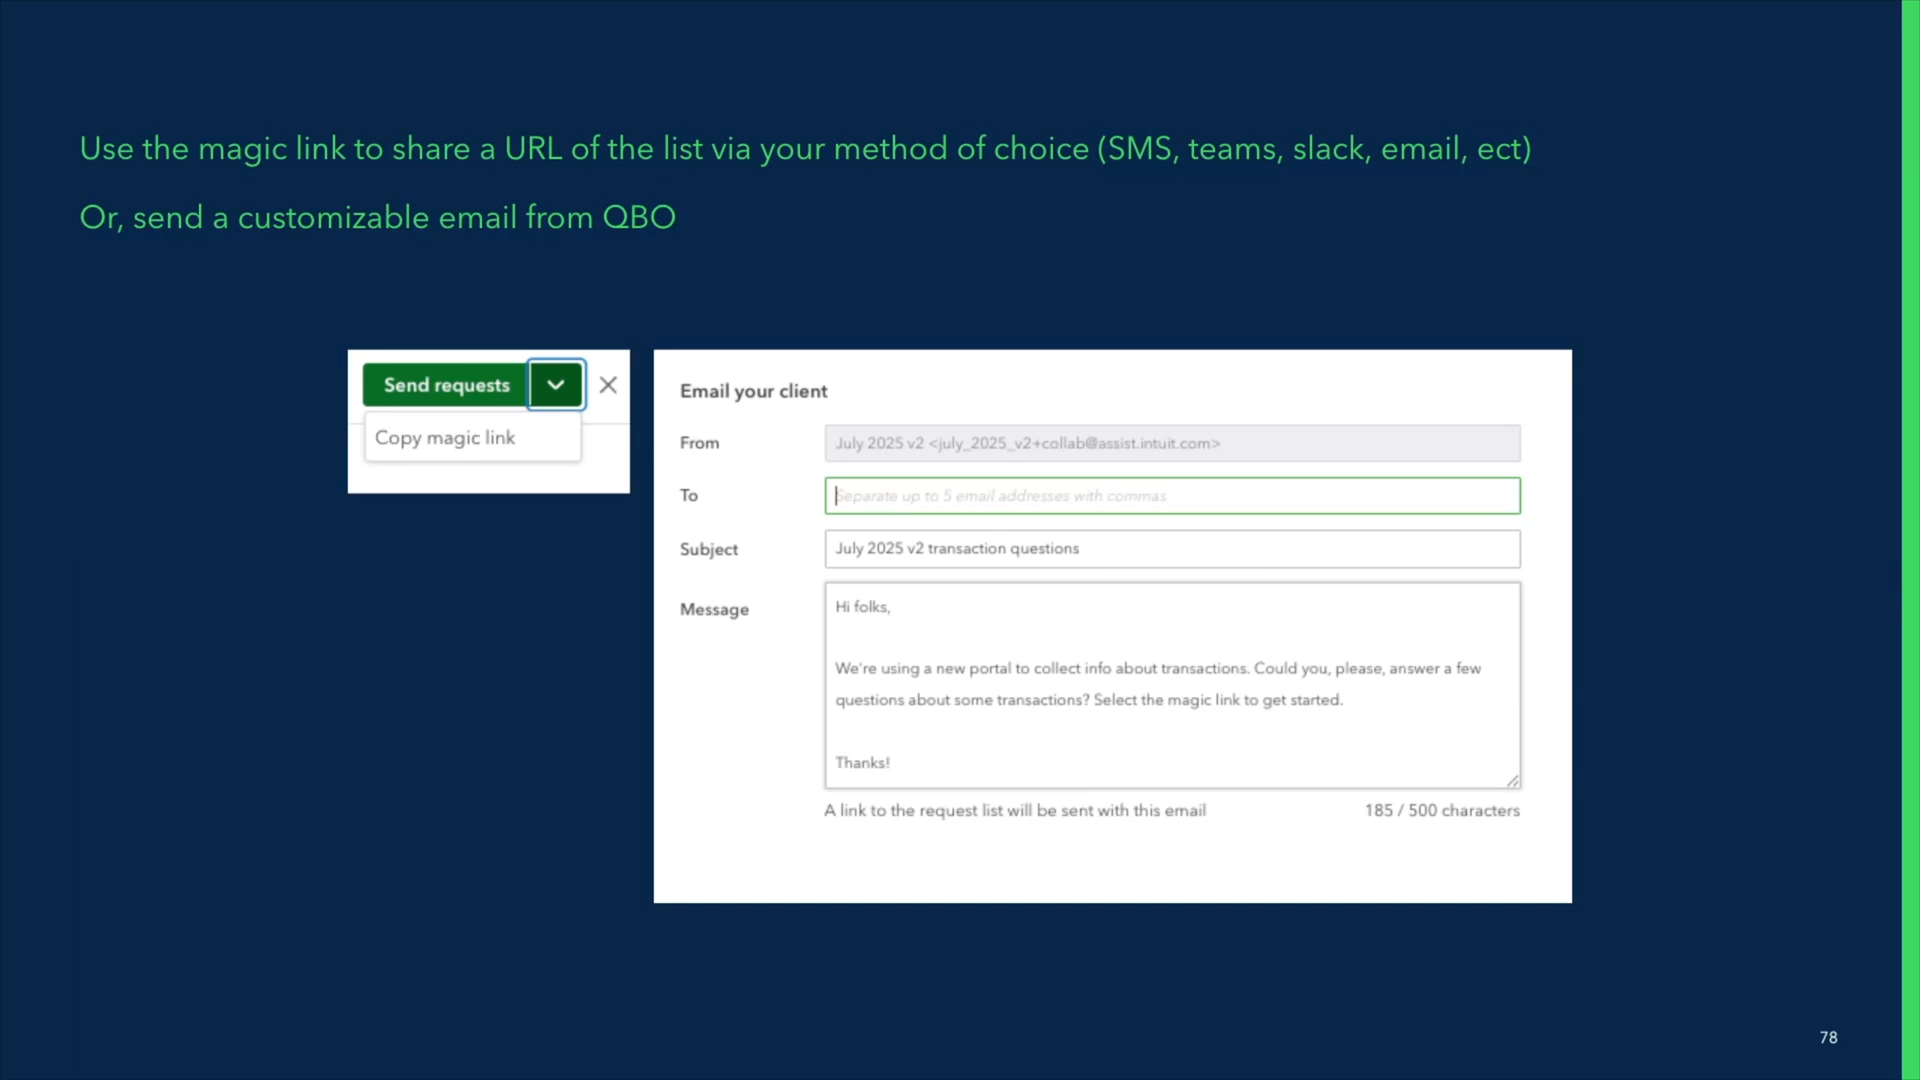 Use the magic link to share a URL of the list via your method of choice (SMS, teams, slack, email, ect)
Or, send a customizable email from QBO
Send requests
Copy magic link
Email your client
From
July 2025 v2 <july_2025_v2+collab@assist.intuit.com>
To
Separate up to 5 email addresses with commas
Subject
July 2025 v2 transaction questions
Message
Hi folks,
We're using a new portal to collect info about transactions. Could you, please, answer a few
questions about some transactions? Select the magic link to get started.
Thanks!
A link to the request list will be sent with this email
185 / 500 characters
78